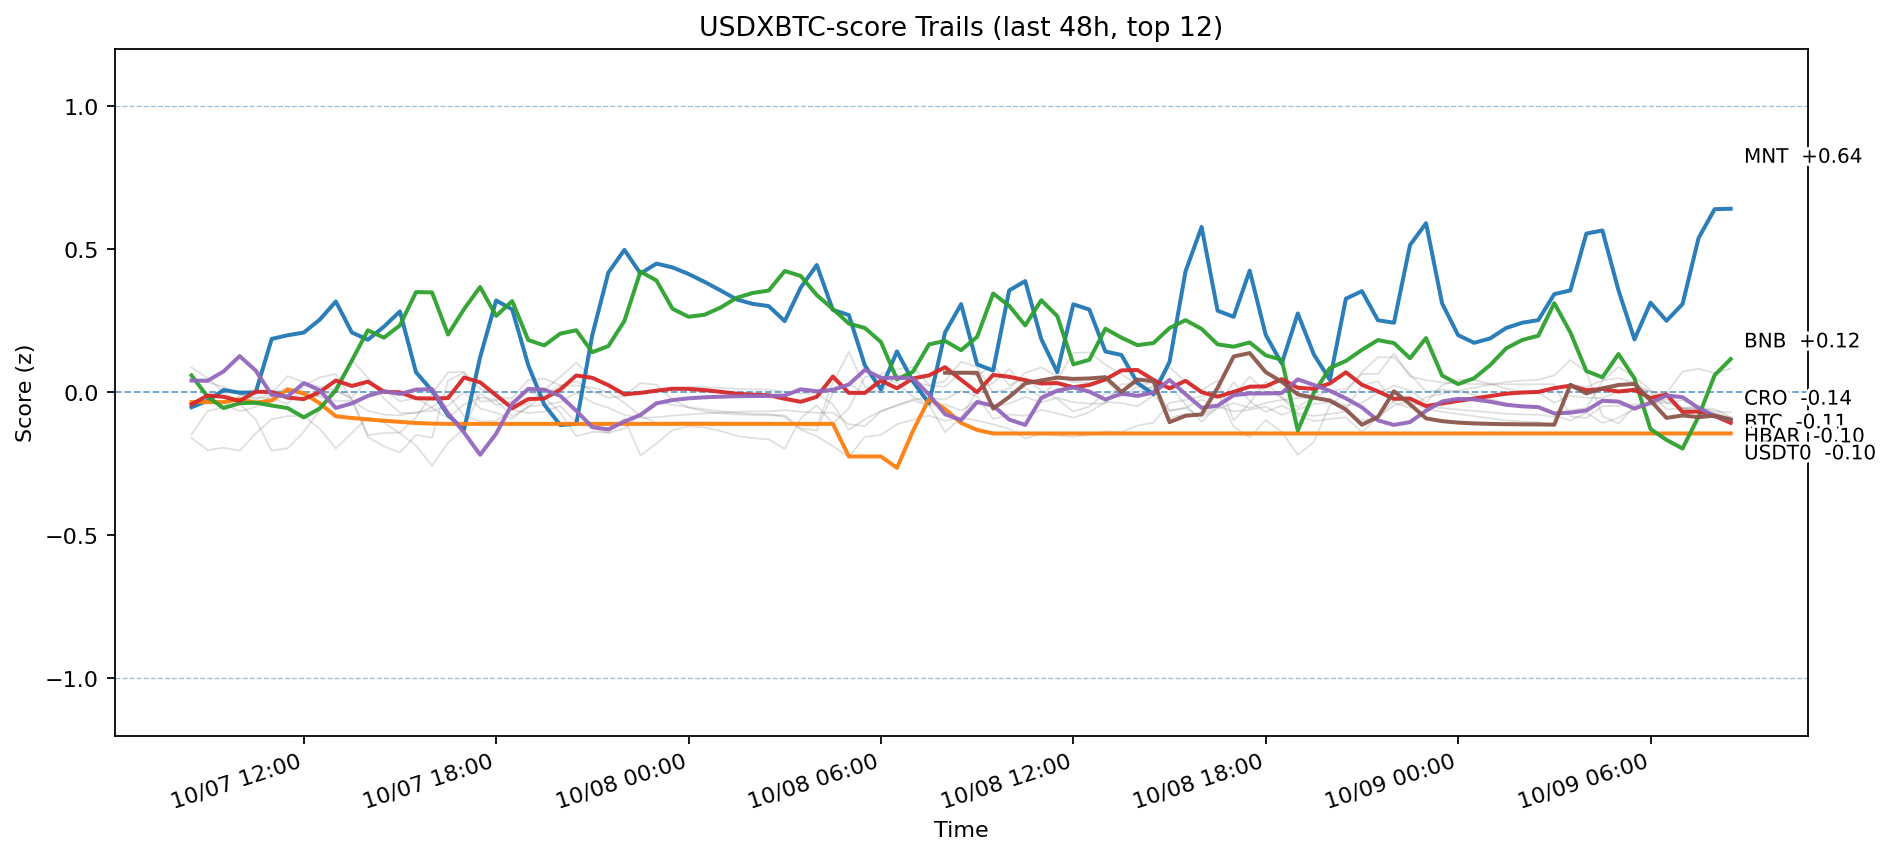 USDXBTC-score Trails (last 48h, top 12)
Score (z)
1.0
0.5
0.0
−0.5
−1.0
MNT +0.64
BNB +0.12
CRO -0.14
BTC -0.11
HBAR -0.10
USDT0 -0.10
10/07 12:00
10/07 18:00
10/08 00:00
10/08 06:00
10/08 12:00
10/08 18:00
10/09 00:00
10/09 06:00
Time